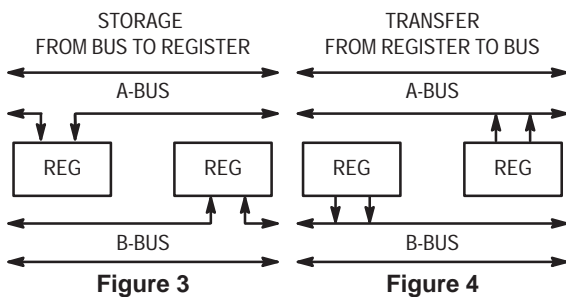 STORAGE
FROM BUS TO REGISTER
A-BUS
REG
REG
B-BUS
Figure 3
TRANSFER
FROM REGISTER TO BUS
A-BUS
REG
REG
B-BUS
Figure 4